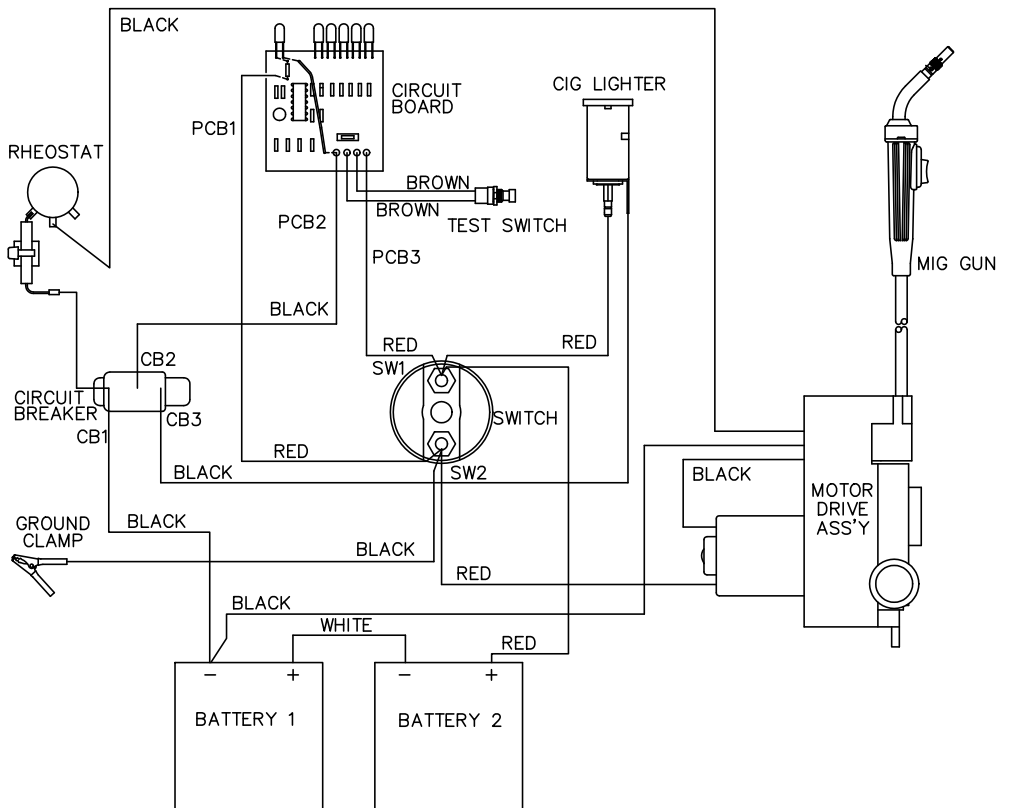 BLACK
CIRCUIT
BOARD
CIG LIGHTER
PCB1
RHEOSTAT
BROWN
BROWN
TEST SWITCH
PCB2
PCB3
MIG GUN
BLACK
RED
RED
CB2
SW1
CIRCUIT
BREAKER
CB3
SWITCH
CB1
RED
BLACK
SW2
BLACK
MOTOR
DRIVE
ASS'Y
GROUND
CLAMP
BLACK
BLACK
RED
BLACK
WHITE
RED
− +
− +
BATTERY 1
BATTERY 2